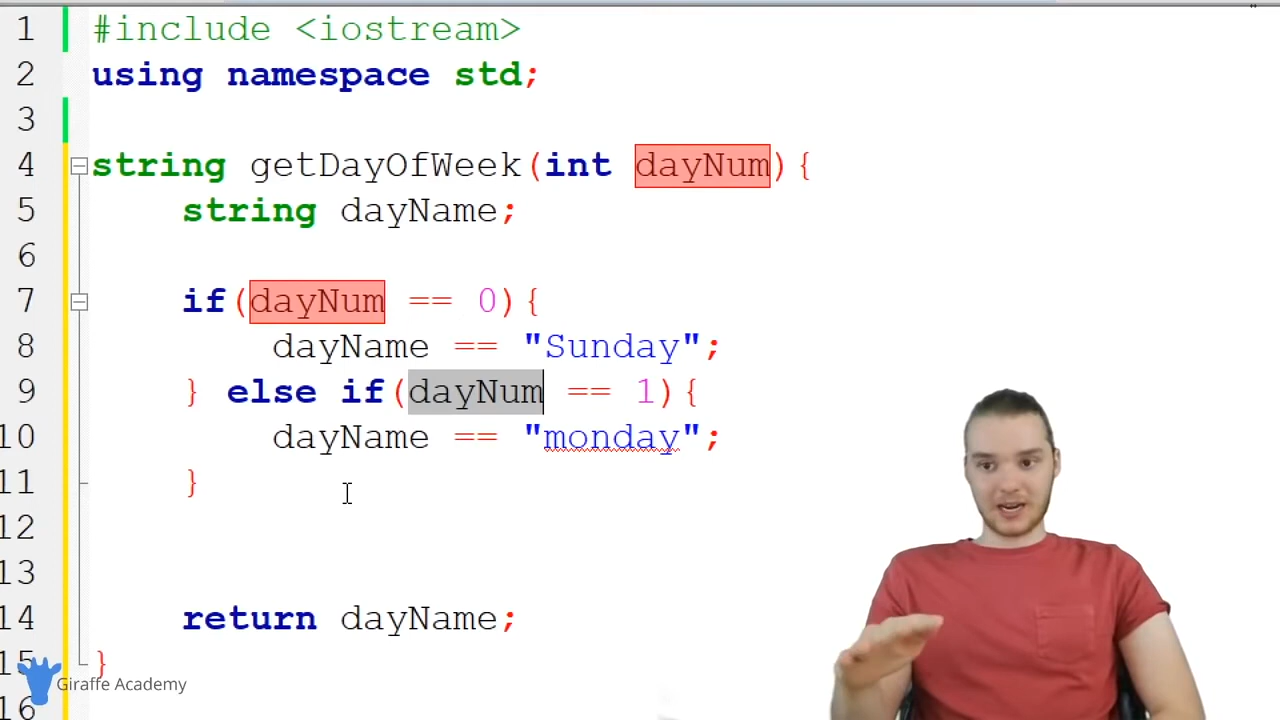 1 #include <iostream>
2 using namespace std;
3
4 string getDayOfWeek(int dayNum){
5     string dayName;
6
7     if(dayNum == 0){
8         dayName == "Sunday";
9     } else if(dayNum == 1){
10         dayName == "monday";
11     }
12
13
14     return dayName;
15 }
Giraffe Academy
16